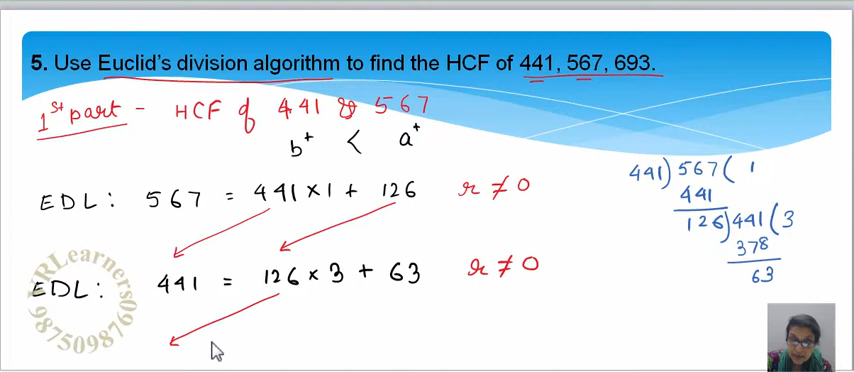 5. Use Euclid's division algorithm to find the HCF of 441, 567, 693.
1st part - HCF of 441 & 567
b+ < a+
EDL: 567 = 441 × 1 + 126 r ≠ 0
EDL: 441 = 126 × 3 + 63 r ≠ 0
441) 567 ( 1
441
126) 441 ( 3
378
63
KRLearners
9875098760